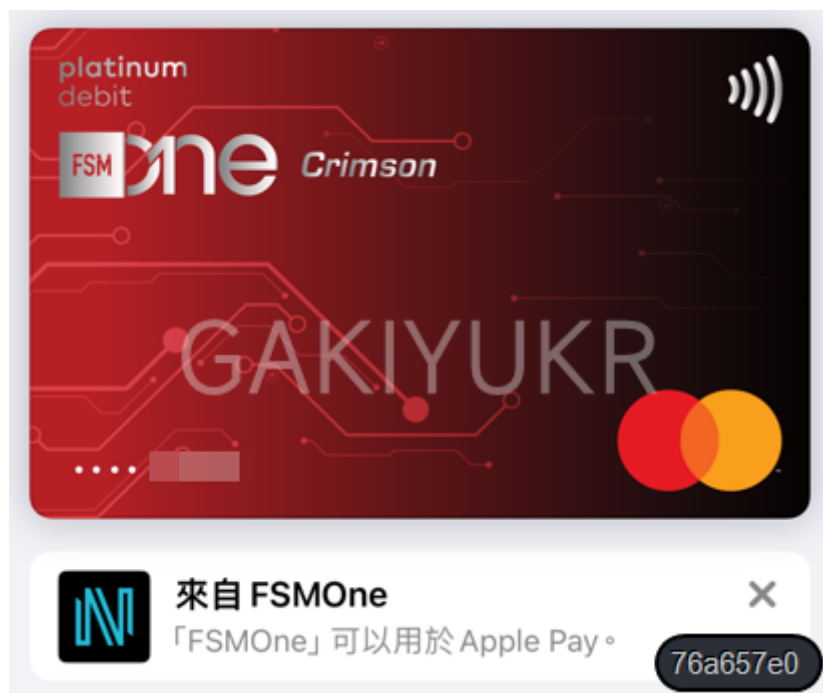 platinum
debit
FSM one Crimson
GAKIYUKR
••••
來自 FSMOne
「FSMOne」可以用於 Apple Pay。
76a657e0